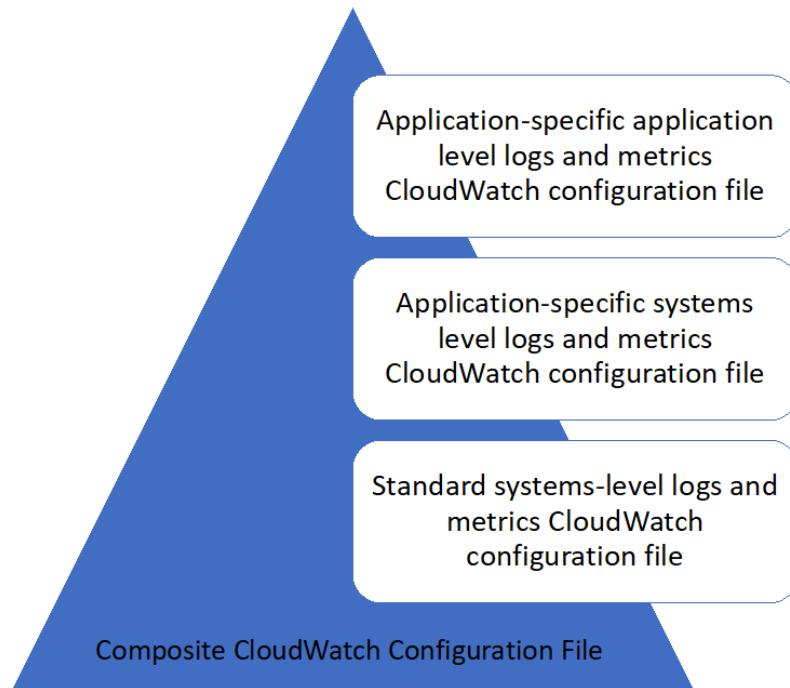 Application-specific application
level logs and metrics
CloudWatch configuration file
Application-specific systems
level logs and metrics
CloudWatch configuration file
Standard systems-level logs and
metrics CloudWatch
configuration file
Composite CloudWatch Configuration File